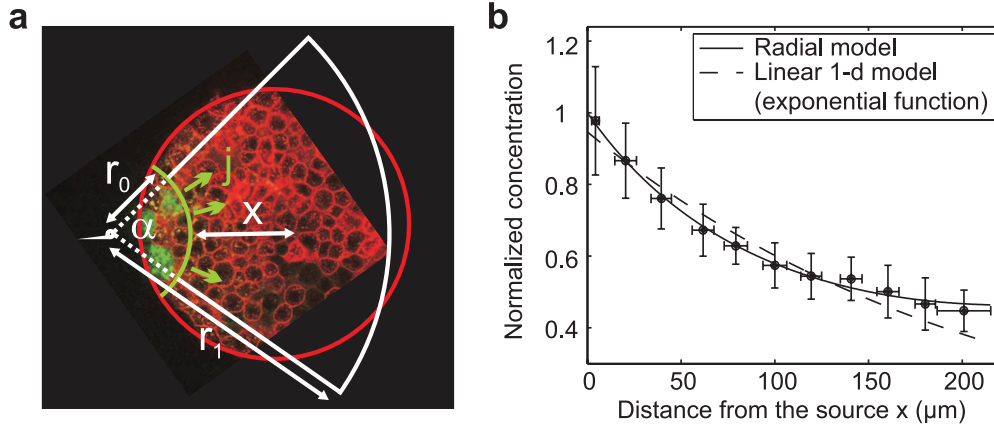 a
r0
α
j
x
r1
b
Normalized concentration
1.2
1
0.8
0.6
0.4
Radial model
Linear 1-d model
(exponential function)
0 50 100 150 200
Distance from the source x (μm)